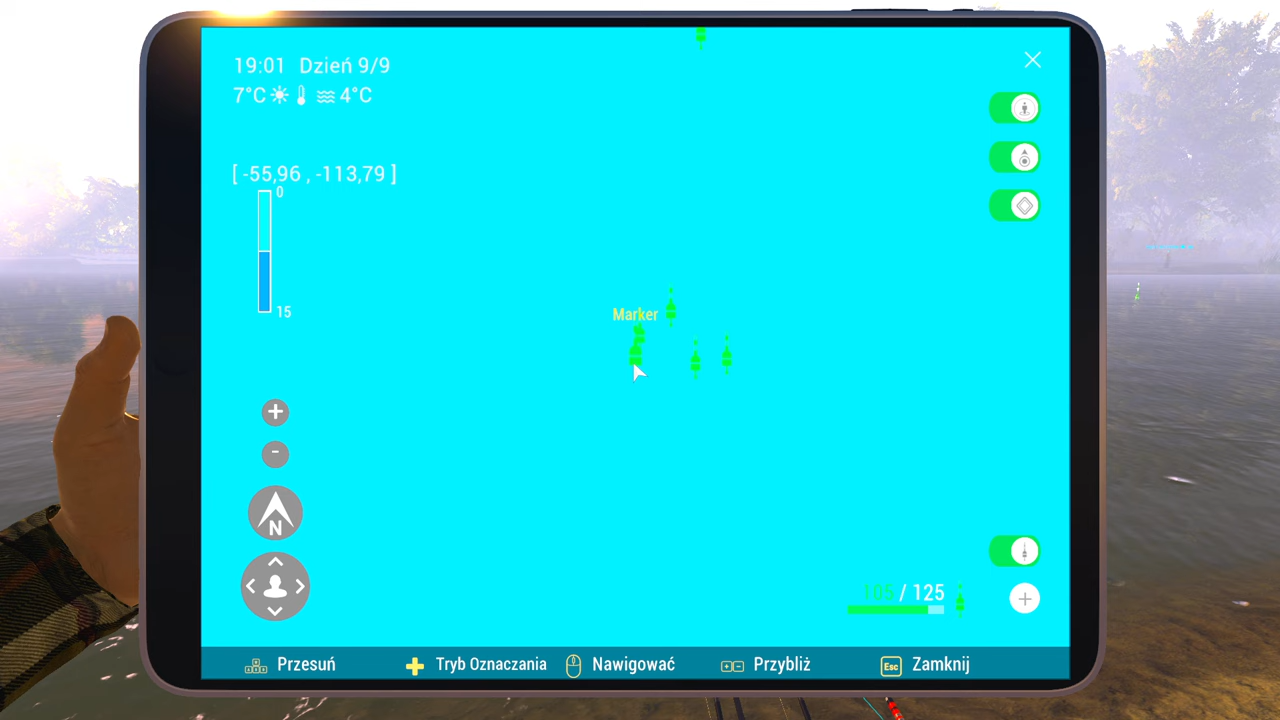 19:01 Dzień 9/9
7°C 4°C
[ -55,96 , -113,79 ]
0
15
Marker
+
-
N
105 / 125
+
Przesuń
Tryb Oznaczania
Nawigować
Przybliż
Esc Zamknij